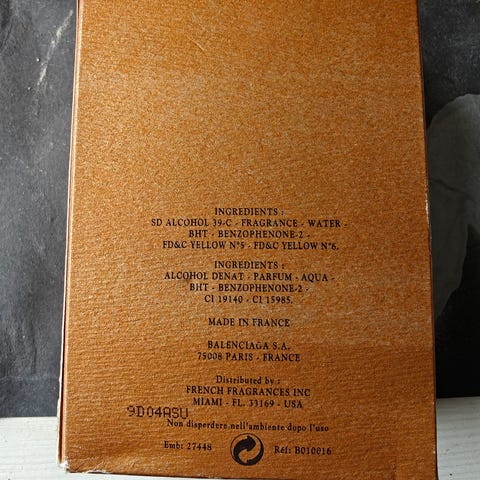 INGREDIENTS :
SD ALCOHOL 39-C - FRAGRANCE - WATER -
BHT - BENZOPHENONE-2 -
FD&C YELLOW N°5 - FD&C YELLOW N°6.
INGREDIENTS :
ALCOHOL DENAT - PARFUM - AQUA -
BHT - BENZOPHENONE-2 -
CI 19140 - CI 15985.
MADE IN FRANCE
BALENCIAGA S.A.
75008 PARIS - FRANCE
Distributed by :
FRENCH FRAGRANCES INC
MIAMI - FL. 33169 - USA
9D04ASU
Non disperdere nell'ambiente dopo l'uso
Emb: 27448
Réf: B010016